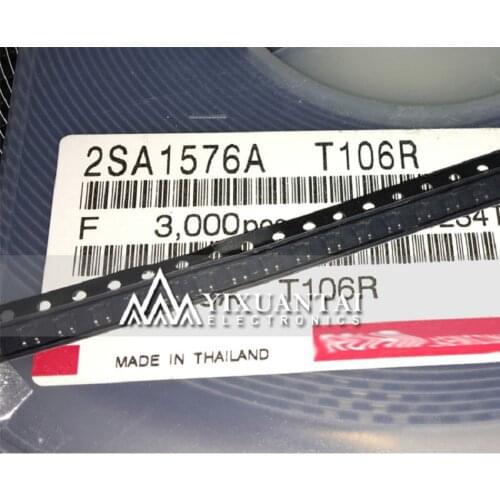 2SA1576A T106R
F 3,000pcs
T106R
YIXUANTAI
ELECTRONICS
MADE IN THAILAND